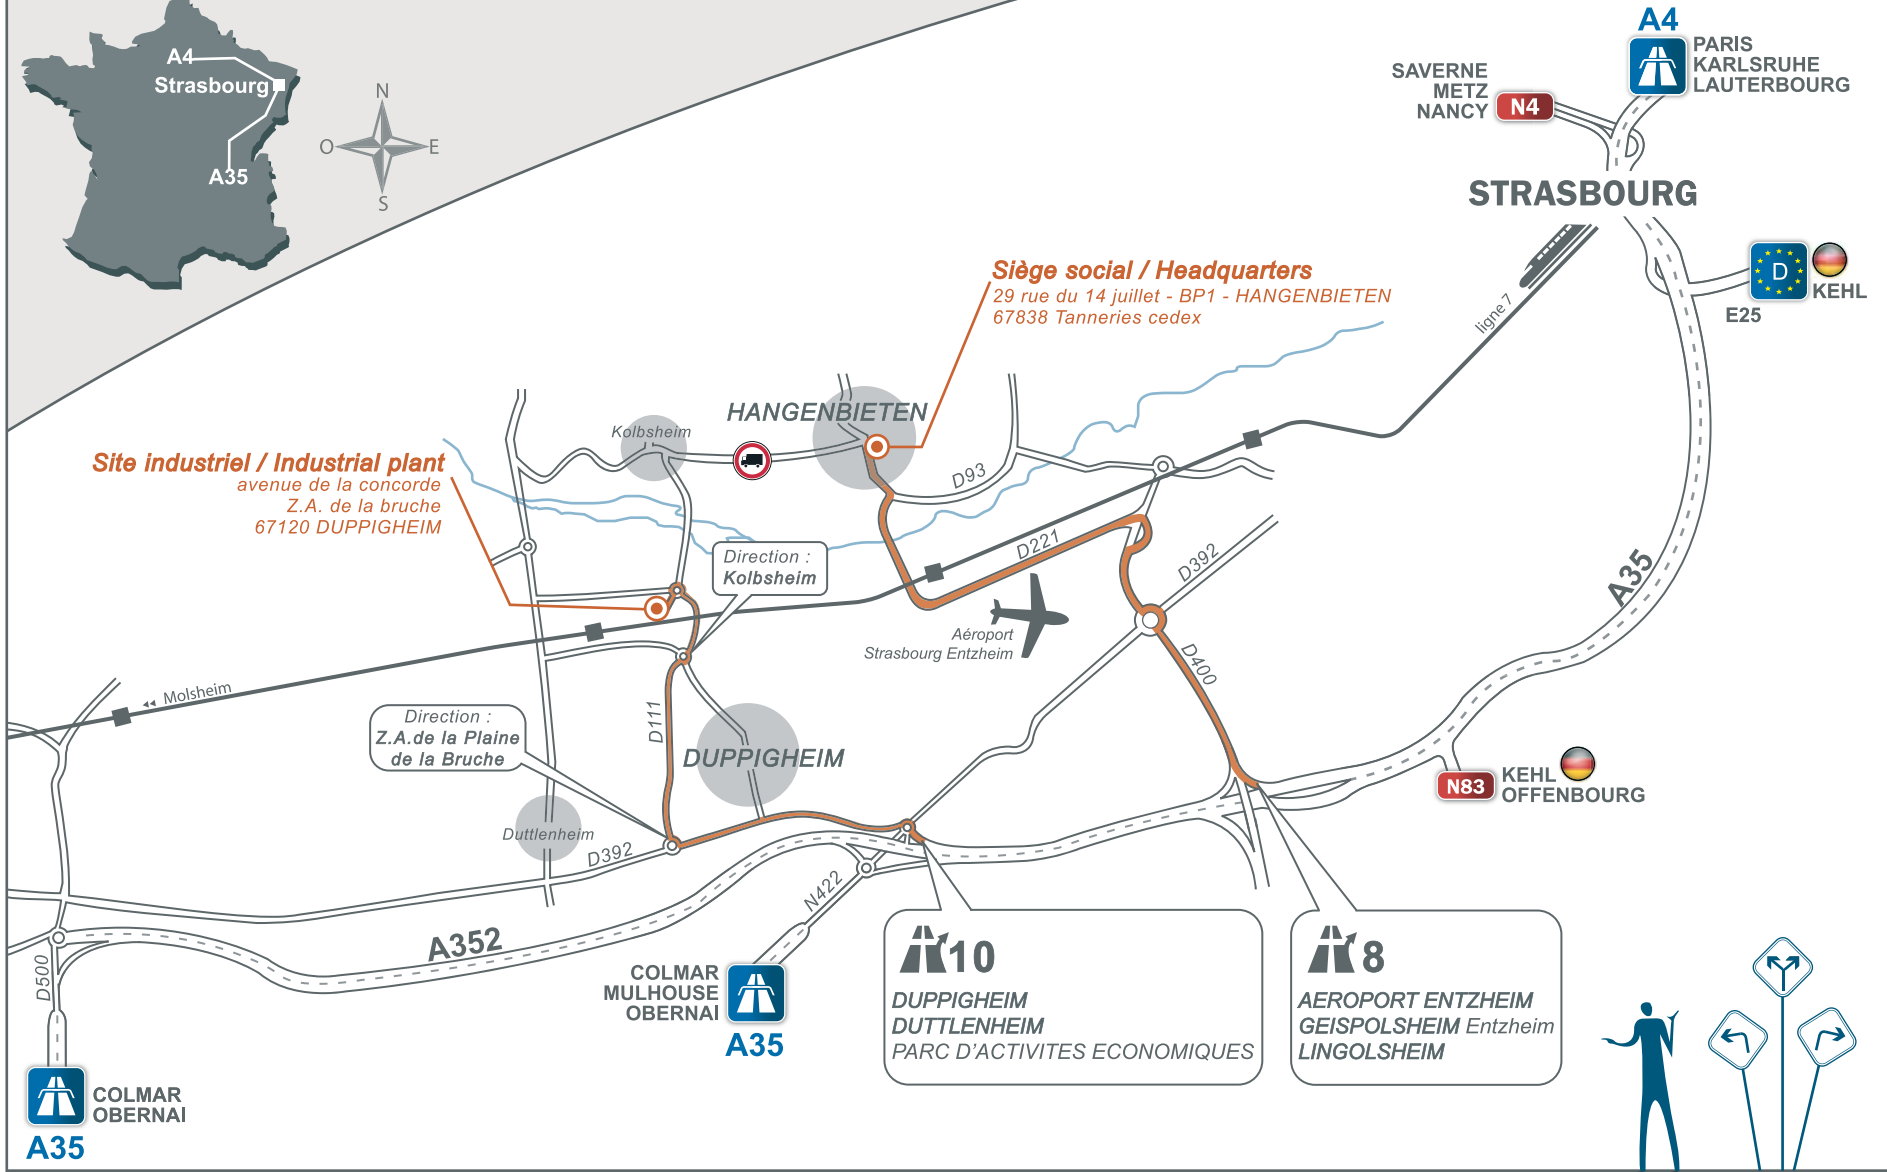 A4
Strasbourg
A35
N
O
E
S
A4
PARIS
KARLSRUHE
LAUTERBOURG
SAVERNE
METZ
NANCY
N4
STRASBOURG
D
KEHL
E25
ligne 7
Siège social / Headquarters
29 rue du 14 juillet - BP1 - HANGENBIETEN
67838 Tanneries cedex
HANGENBIETEN
Kolbsheim
Site industriel / Industrial plant
avenue de la concorde
Z.A. de la bruche
67120 DUPPIGHEIM
D93
D221
D392
Direction :
Kolbsheim
A35
Aéroport
Strasbourg Entzheim
D400
Molsheim
Direction :
Z.A.de la Plaine
de la Bruche
D111
DUPPIGHEIM
N83
KEHL
OFFENBOURG
Duttlenheim
D392
N422
A352
D500
COLMAR
MULHOUSE
OBERNAI
A35
10
DUPPIGHEIM
DUTTLENHEIM
PARC D'ACTIVITES ECONOMIQUES
8
AEROPORT ENTZHEIM
GEISPOLSHEIM Entzheim
LINGOLSHEIM
COLMAR
OBERNAI
A35